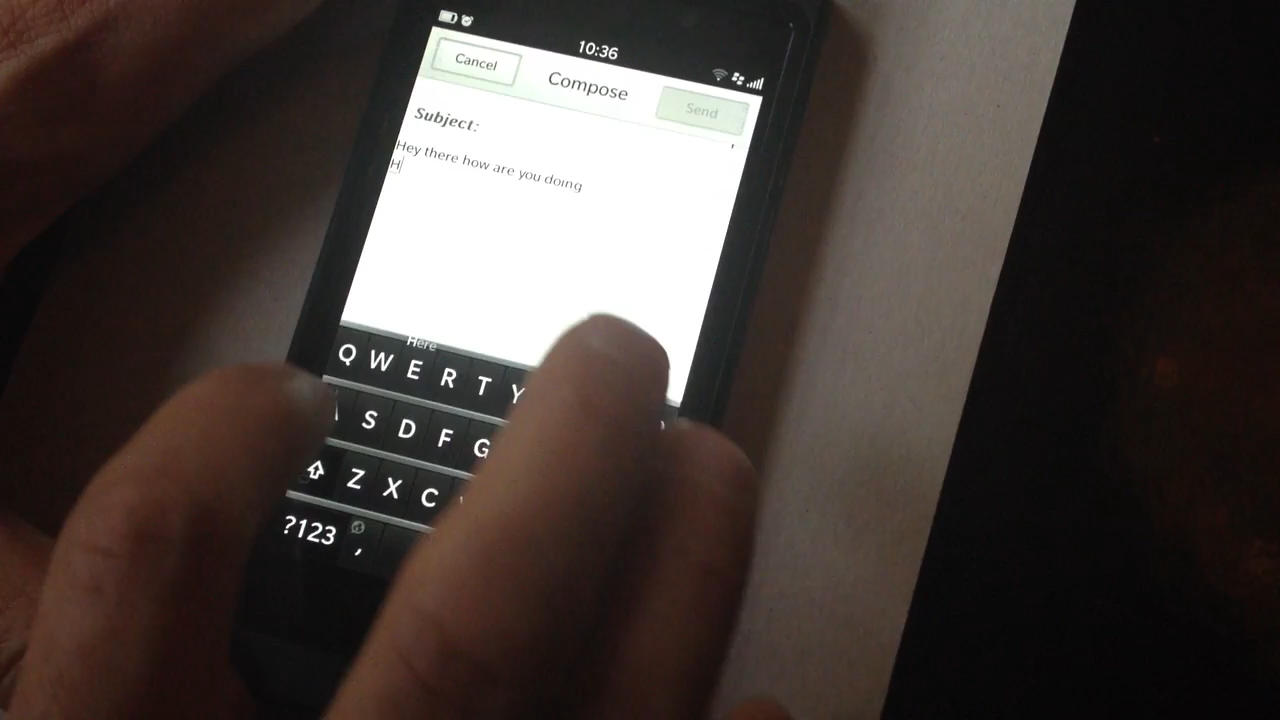 10:36
Cancel
Compose
Send
Subject:
Hey there how are you doing
H
Here
Q W E R T Y
S D F G
Z X C
?123 ,